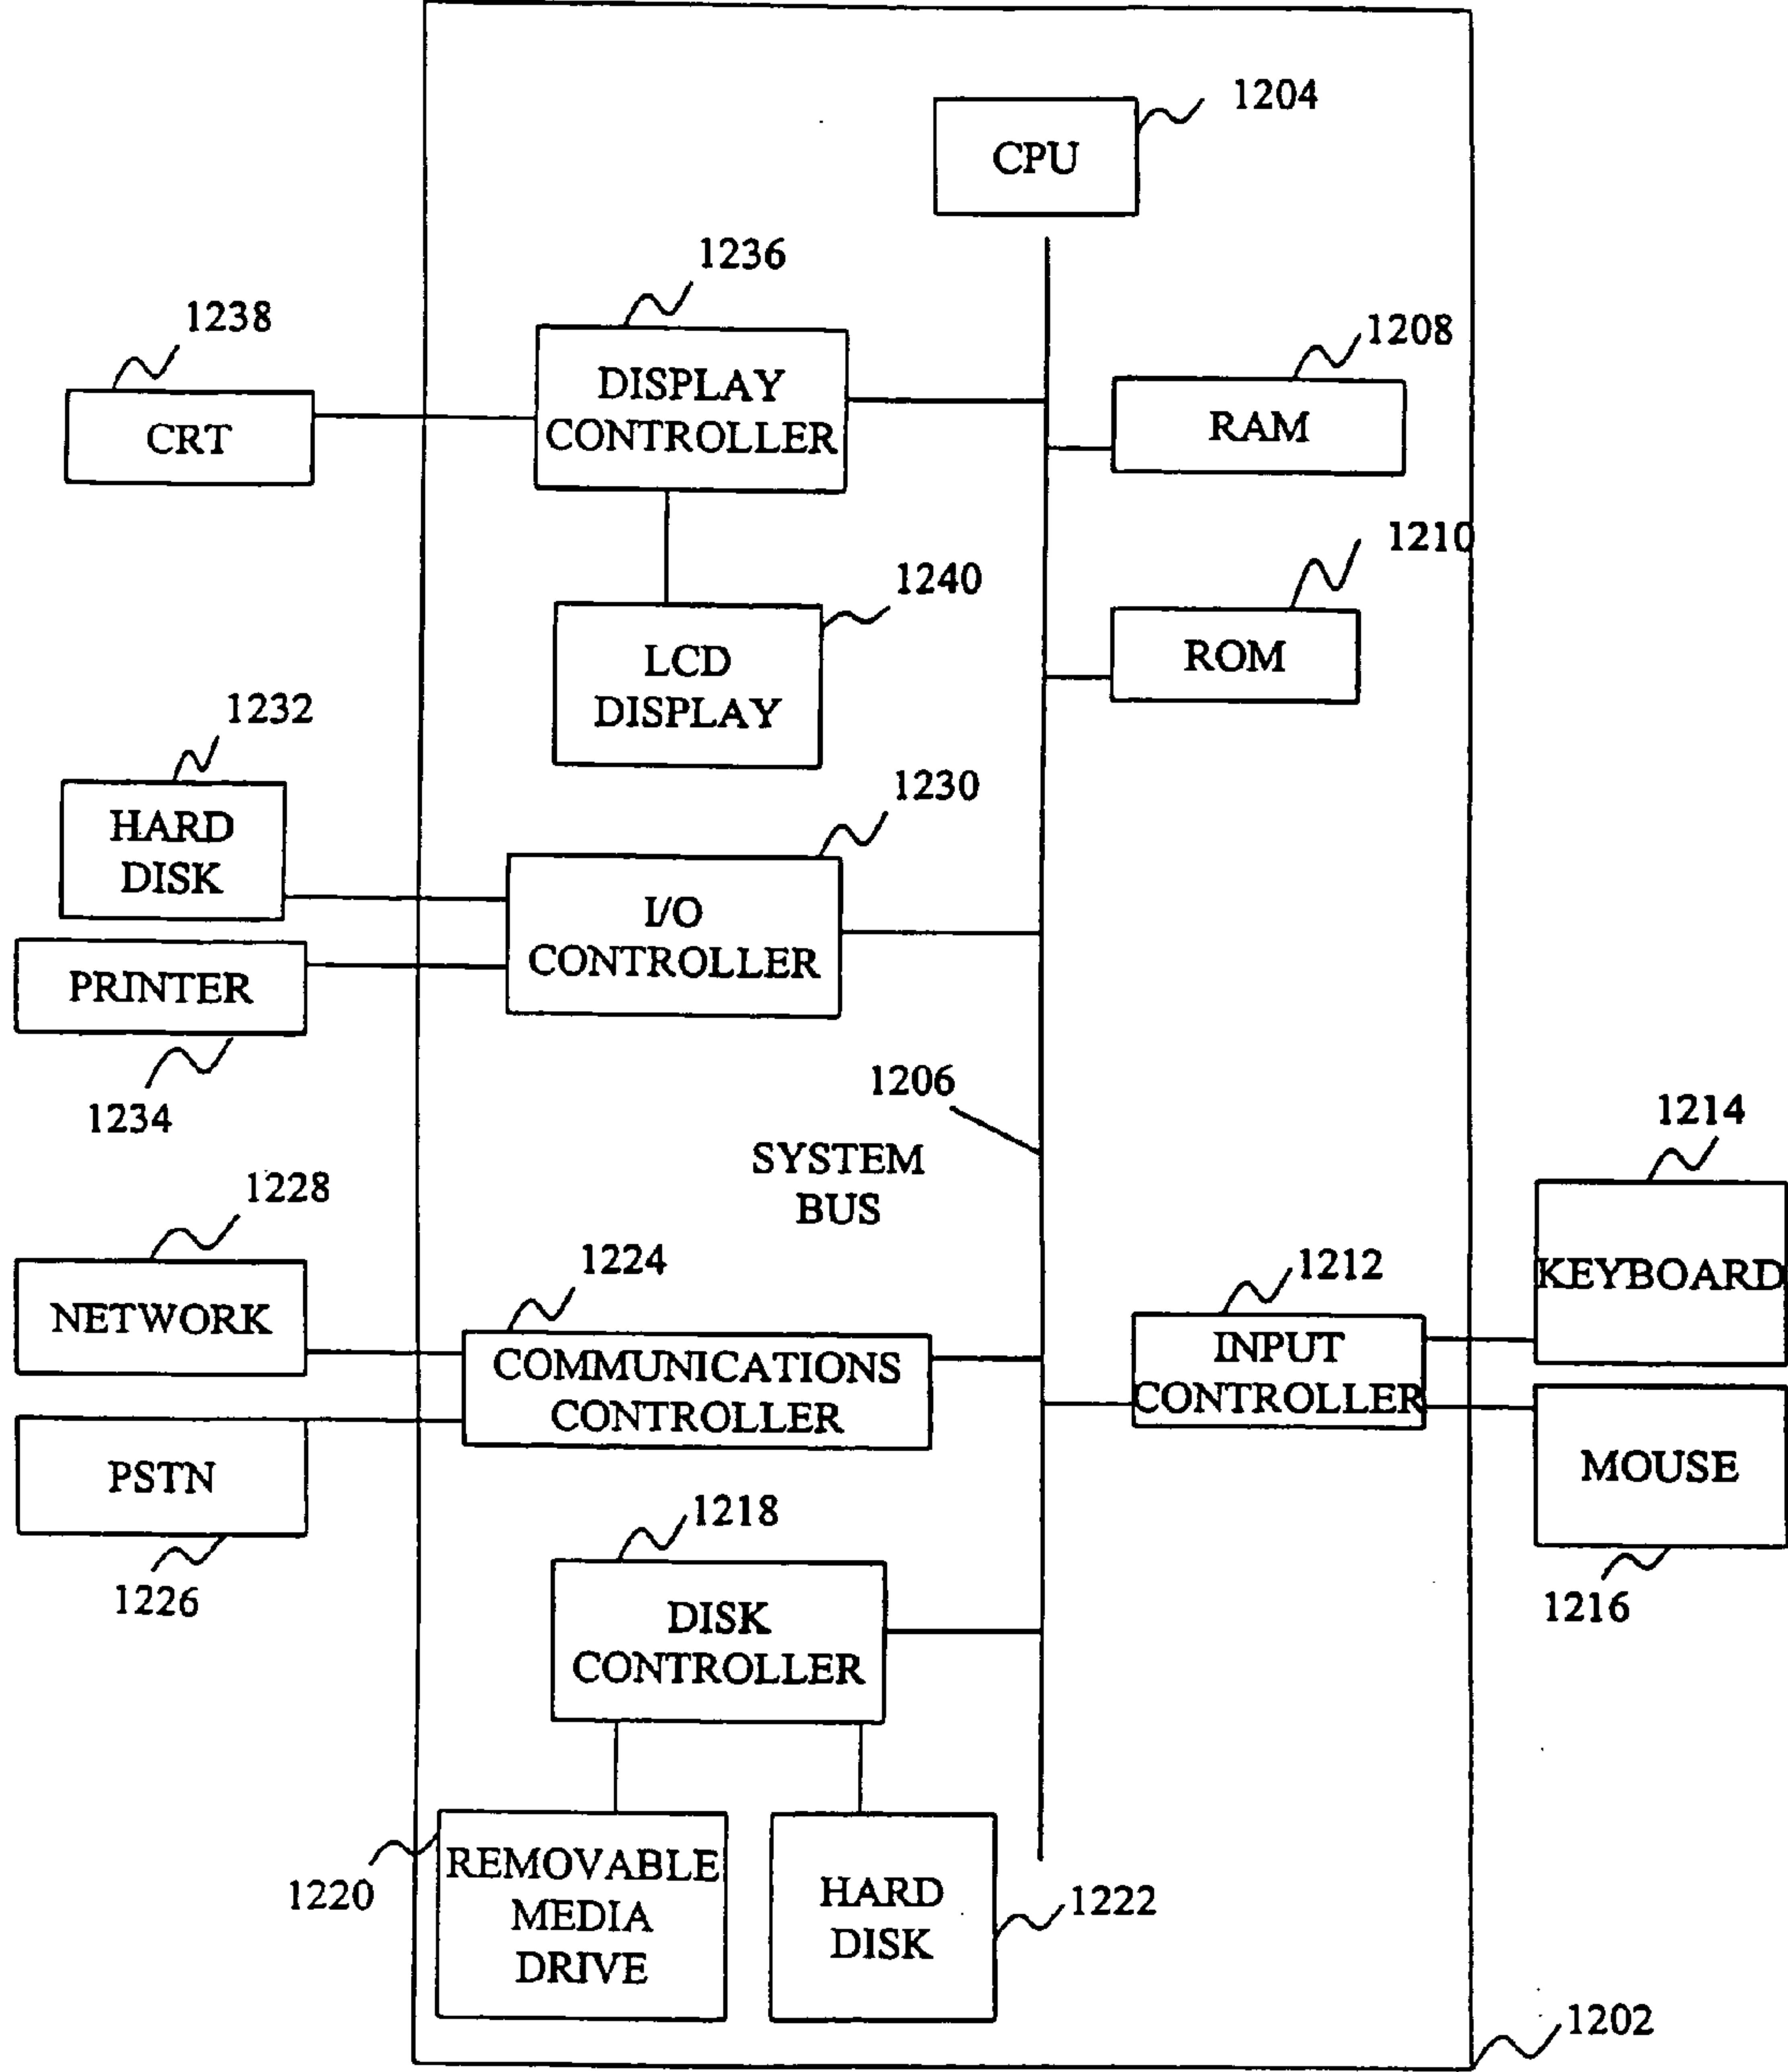 1204
CPU
1236
1238
DISPLAY
CONTROLLER
CRT
1208
RAM
1210
ROM
1240
LCD
DISPLAY
1232
HARD
DISK
1230
I/O
CONTROLLER
PRINTER
1234
1206
SYSTEM
BUS
1214
KEYBOARD
1228
NETWORK
1224
COMMUNICATIONS
CONTROLLER
1212
INPUT
CONTROLLER
PSTN
1226
MOUSE
1216
1218
DISK
CONTROLLER
1220
REMOVABLE
MEDIA
DRIVE
HARD
DISK
1222
1202